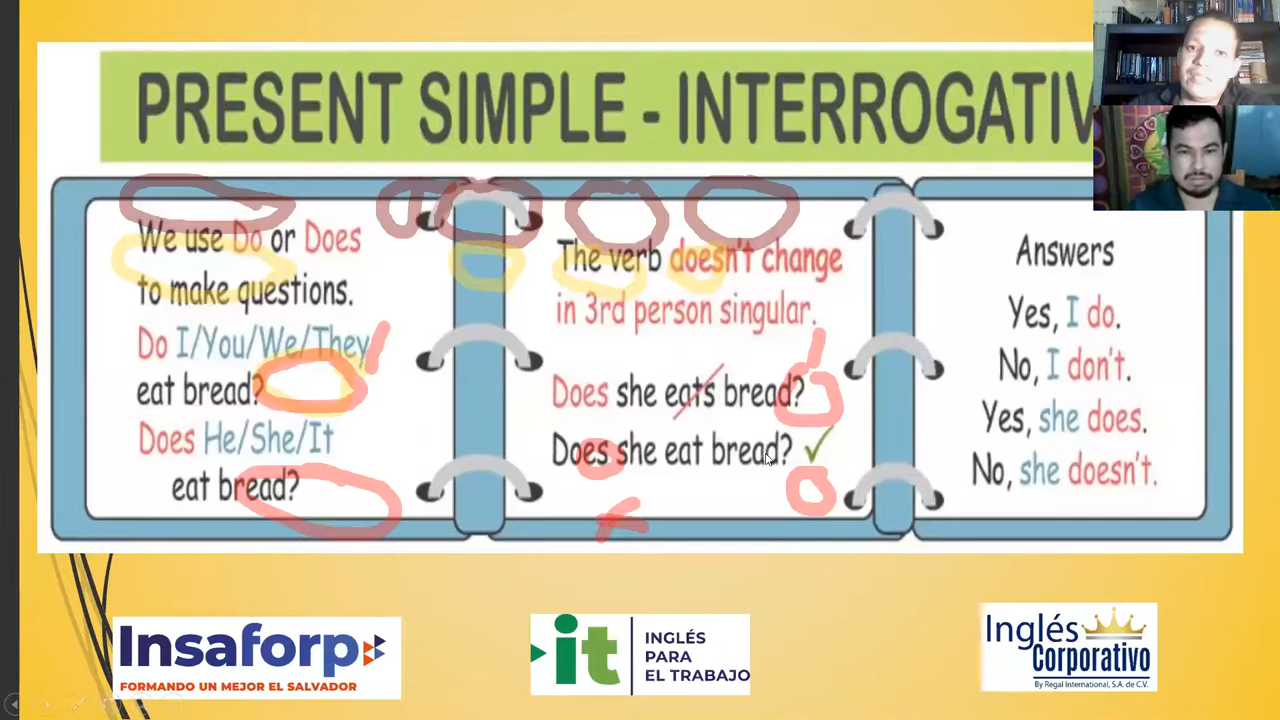 PRESENT SIMPLE - INTERROGATIV
We use Do or Does
to make questions.
Do I/You/We/They
eat bread?
Does He/She/It
eat bread?
The verb doesn't change
in 3rd person singular.
Does she eats bread?
Does she eat bread?
Answers
Yes, I do.
No, I don't.
Yes, she does.
No, she doesn't.
Insaforp
FORMANDO UN MEJOR EL SALVADOR
it
INGLÉS
PARA
EL TRABAJO
Inglés
Corporativo
By Regal International, S.A. de C.V.